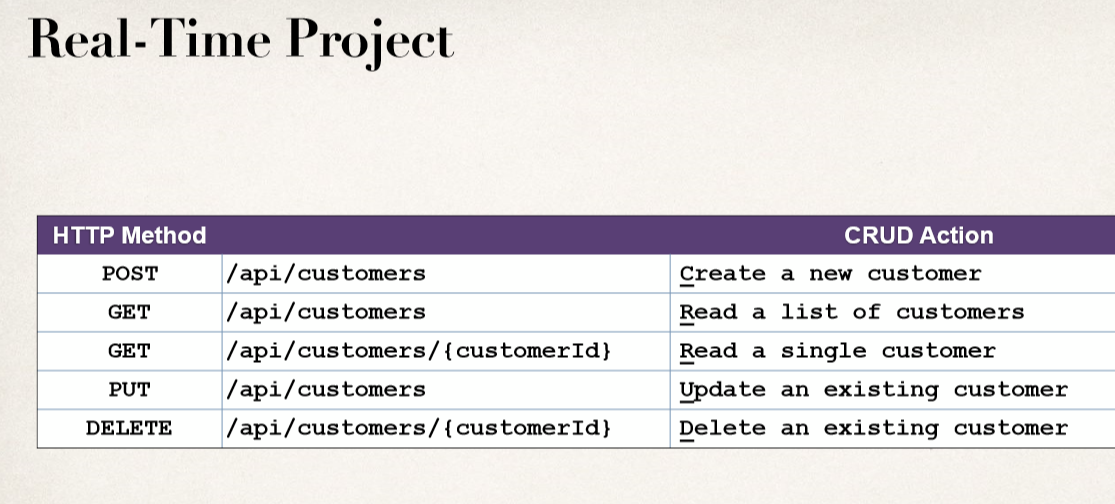 Real-Time Project
HTTP Method CRUD Action
POST /api/customers Create a new customer
GET /api/customers Read a list of customers
GET /api/customers/{customerId} Read a single customer
PUT /api/customers Update an existing customer
DELETE /api/customers/{customerId} Delete an existing customer